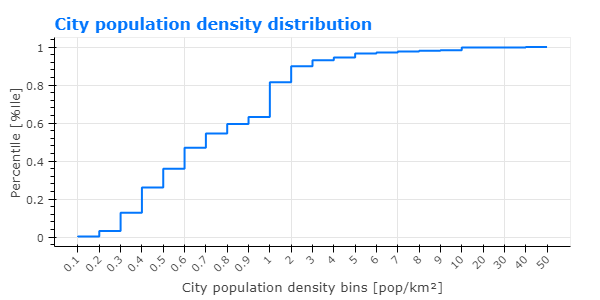 City population density distribution
Percentile [%Ile]
1
0.8
0.6
0.4
0.2
0
0.1 0.2 0.3 0.4 0.5 0.6 0.7 0.8 0.9 1 2 3 4 5 6 7 8 9 10 20 30 40 50
City population density bins [pop/km²]